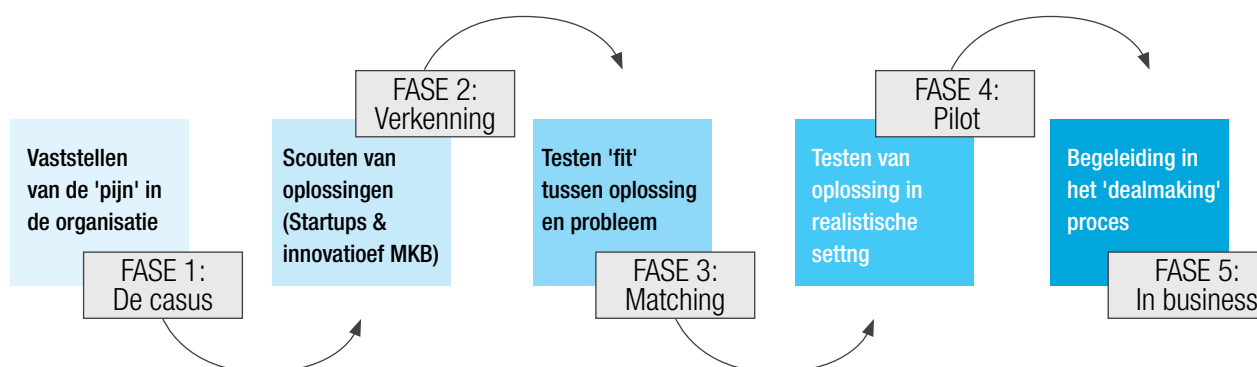 Vaststellen
van de 'pijn' in
de organisatie
FASE 1:
De casus
FASE 2:
Verkenning
Scouten van
oplossingen
(Startups &
innovatioef MKB)
Testen 'fit'
tussen oplossing
en probleem
FASE 3:
Matching
FASE 4:
Pilot
Testen van
oplossing in
realistische
settng
Begeleiding in
het 'dealmaking'
proces
FASE 5:
In business